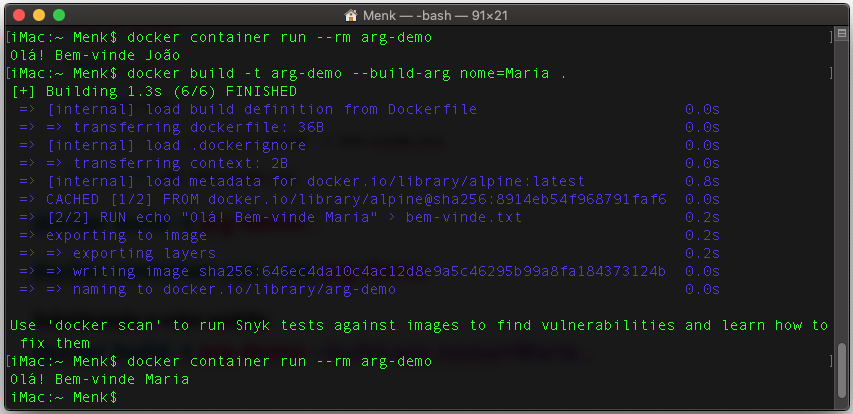 Menk — -bash — 91×21
[iMac:~ Menk$ docker container run --rm arg-demo ]
Olá! Bem-vinde João
[iMac:~ Menk$ docker build -t arg-demo --build-arg nome=Maria . ]
[+] Building 1.3s (6/6) FINISHED
=> [internal] load build definition from Dockerfile 0.0s
=> => transferring dockerfile: 36B 0.0s
=> [internal] load .dockerignore 0.0s
=> => transferring context: 2B 0.0s
=> [internal] load metadata for docker.io/library/alpine:latest 0.8s
=> CACHED [1/2] FROM docker.io/library/alpine@sha256:8914eb54f968791faf6 0.0s
=> [2/2] RUN echo "Olá! Bem-vinde Maria" > bem-vinde.txt 0.2s
=> exporting to image 0.2s
=> => exporting layers 0.2s
=> => writing image sha256:646ec4da10c4ac12d8e9a5c46295b99a8fa184373124b 0.0s
=> => naming to docker.io/library/arg-demo 0.0s
Use 'docker scan' to run Snyk tests against images to find vulnerabilities and learn how to
fix them
[iMac:~ Menk$ docker container run --rm arg-demo ]
Olá! Bem-vinde Maria
iMac:~ Menk$